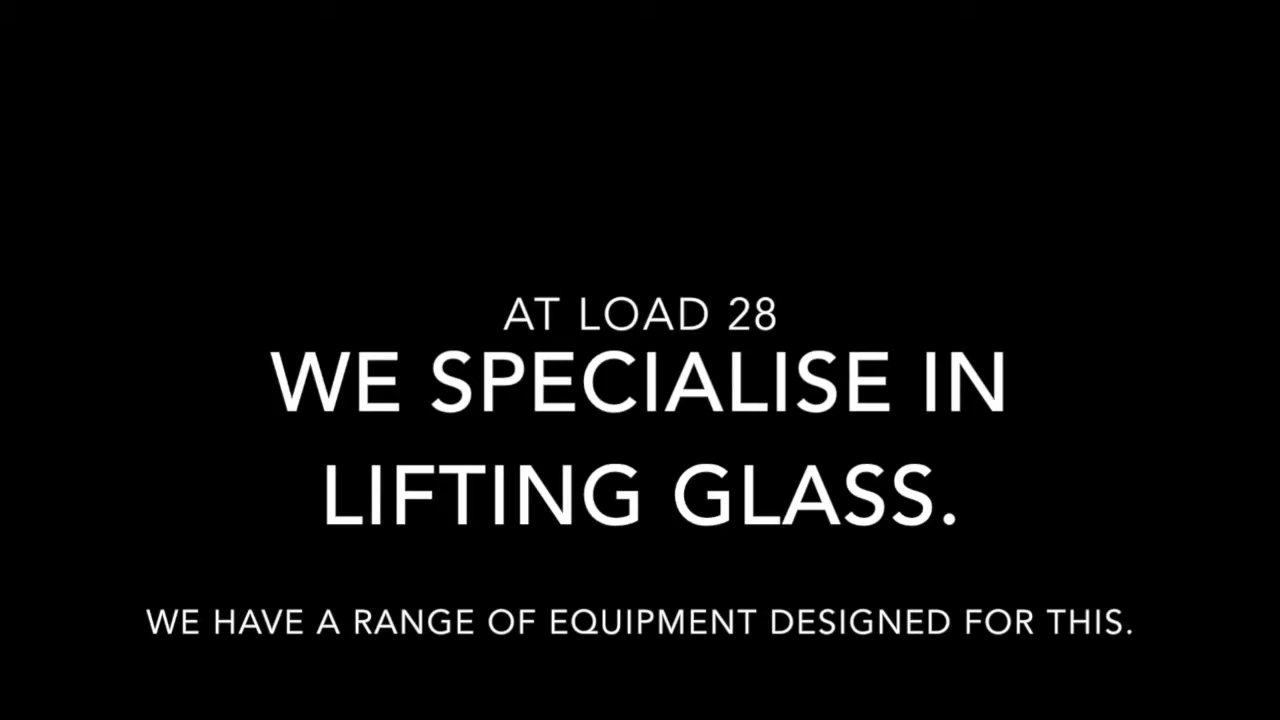 AT LOAD 28
WE SPECIALISE IN
LIFTING GLASS.
WE HAVE A RANGE OF EQUIPMENT DESIGNED FOR THIS.